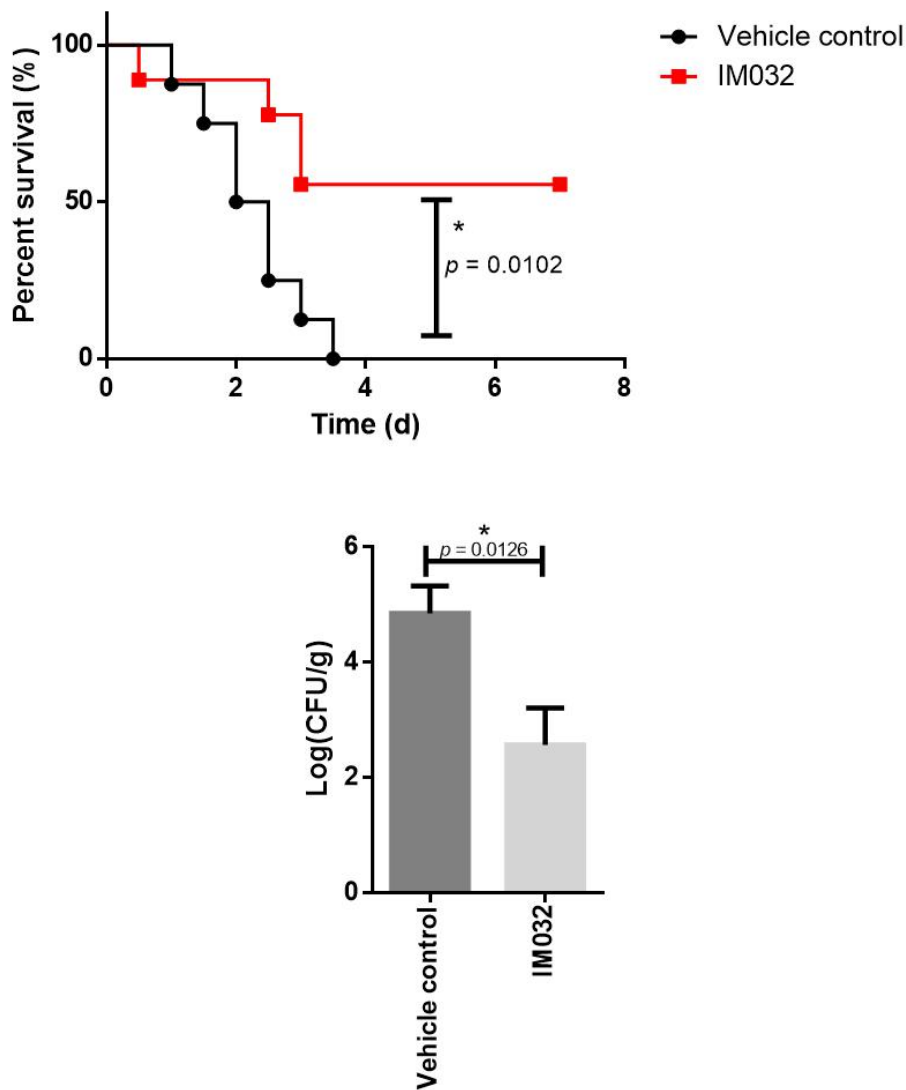 Vehicle control
IM032
Percent survival (%)
100
50
0
*
p = 0.0102
0 2 4 6 8
Time (d)
*
p = 0.0126
Log(CFU/g)
6
4
2
0
Vehicle control
IM032